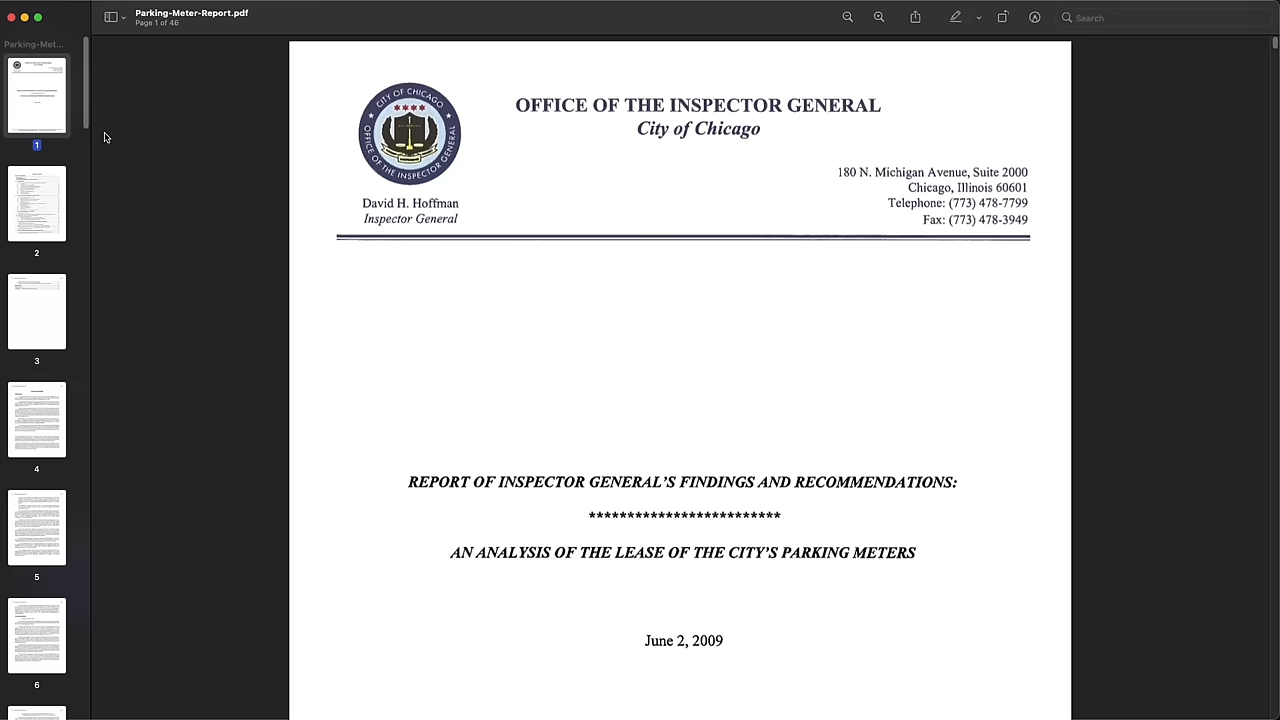 Parking-Meter-Report.pdf
Page 1 of 46
Search
Parking-Met...
1
2
3
4
5
6
CITY OF CHICAGO
OFFICE OF THE INSPECTOR GENERAL
David H. Hoffman
Inspector General
OFFICE OF THE INSPECTOR GENERAL
City of Chicago
180 N. Michigan Avenue, Suite 2000
Chicago, Illinois 60601
Telephone: (773) 478-7799
Fax: (773) 478-3949
REPORT OF INSPECTOR GENERAL'S FINDINGS AND RECOMMENDATIONS:
*************************
AN ANALYSIS OF THE LEASE OF THE CITY'S PARKING METERS
June 2, 2009